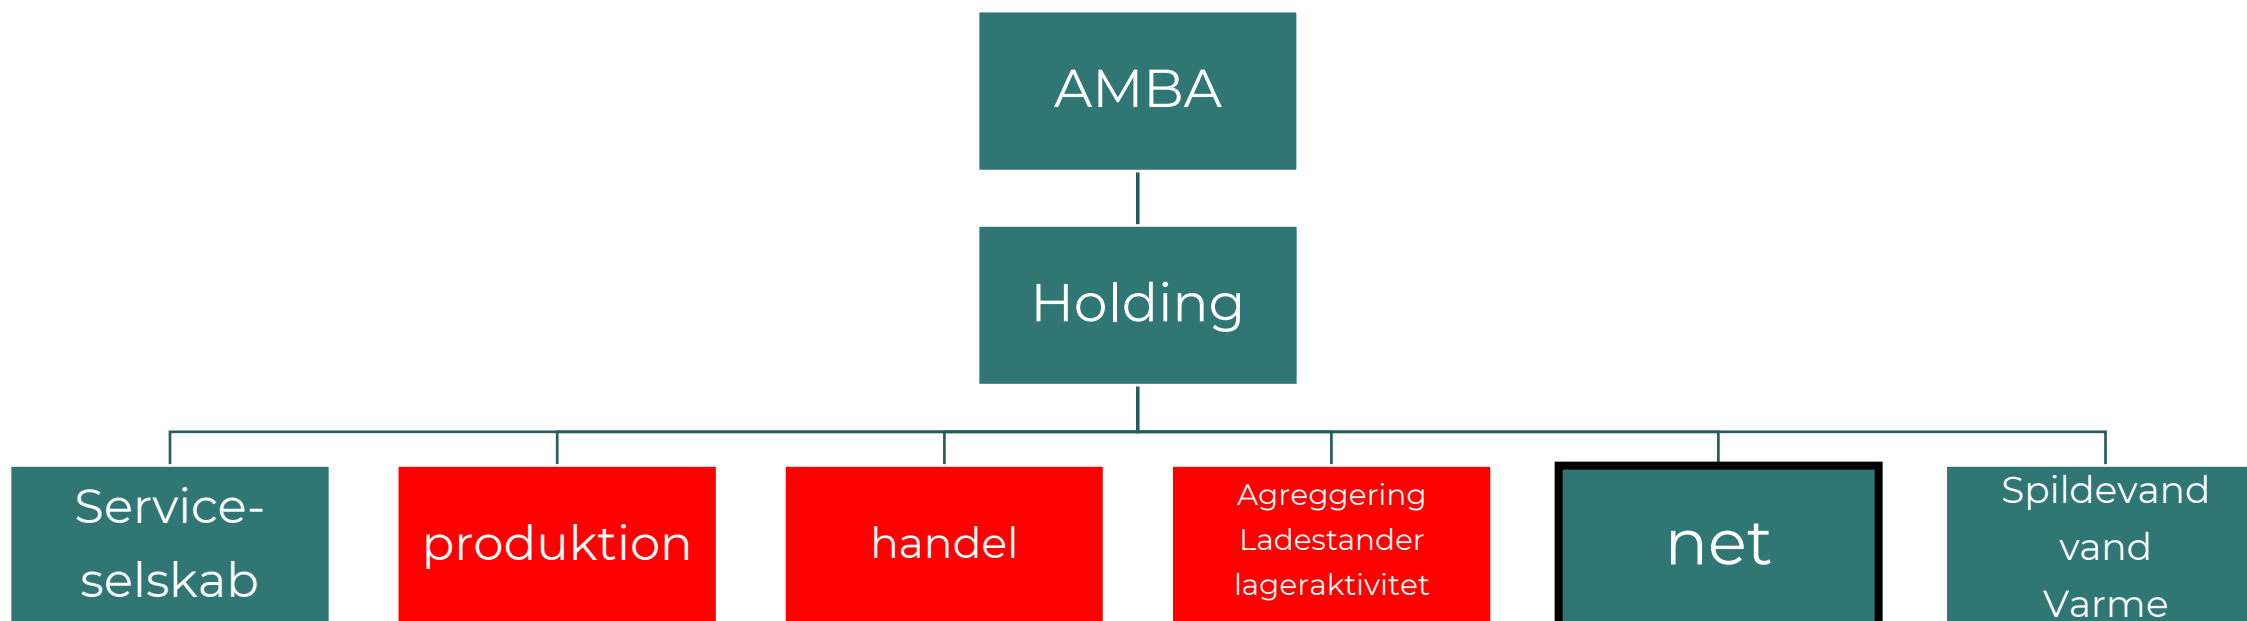 AMBA
Holding
Service-
selskab
produktion
handel
Agreggering
Ladestander
lageraktivitet
net
Spildevand
vand
Varme